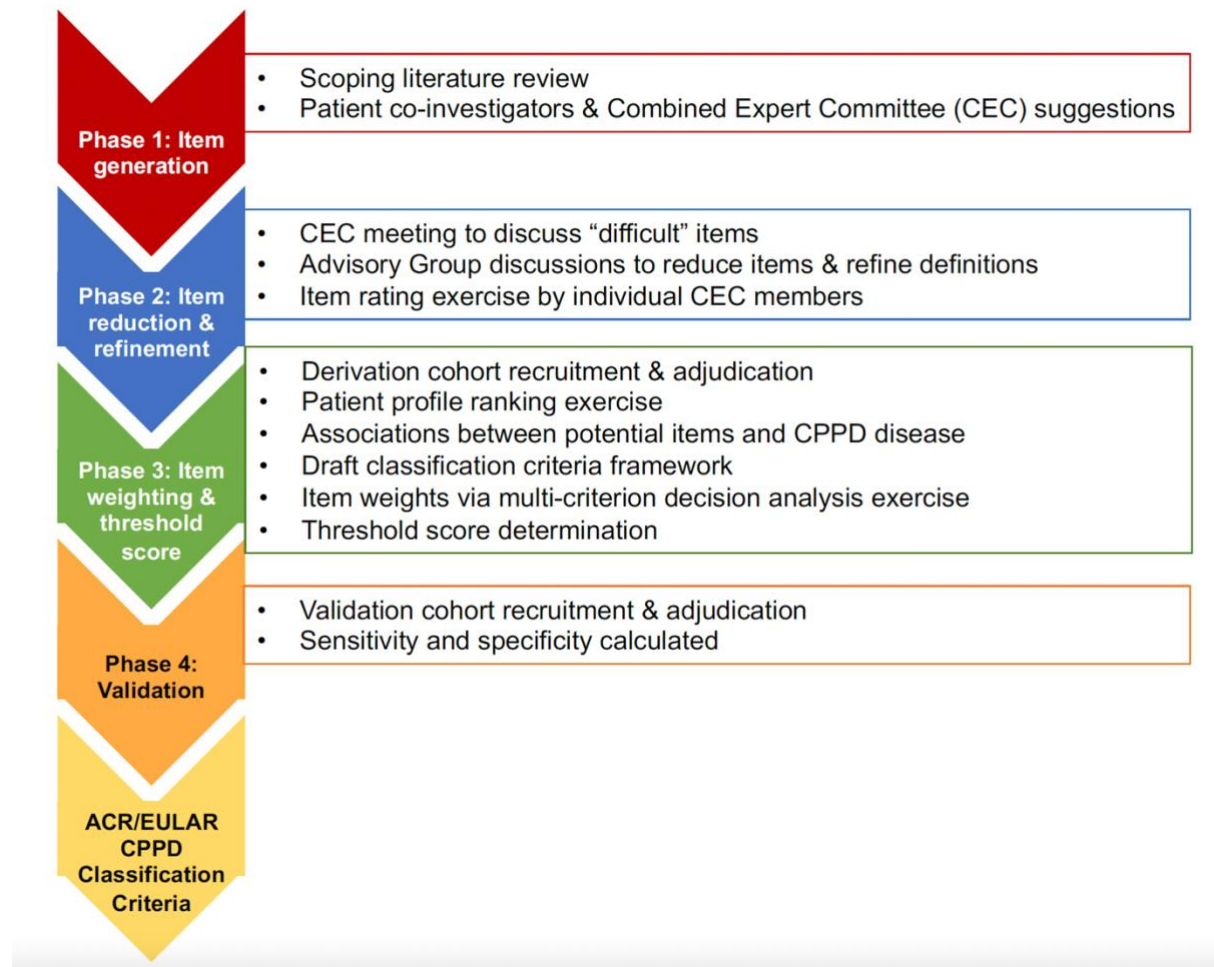 Phase 1: Item
generation
• Scoping literature review
• Patient co-investigators & Combined Expert Committee (CEC) suggestions
Phase 2: Item
reduction &
refinement
• CEC meeting to discuss “difficult” items
• Advisory Group discussions to reduce items & refine definitions
• Item rating exercise by individual CEC members
Phase 3: Item
weighting &
threshold
score
• Derivation cohort recruitment & adjudication
• Patient profile ranking exercise
• Associations between potential items and CPPD disease
• Draft classification criteria framework
• Item weights via multi-criterion decision analysis exercise
• Threshold score determination
Phase 4:
Validation
• Validation cohort recruitment & adjudication
• Sensitivity and specificity calculated
ACR/EULAR
CPPD
Classification
Criteria